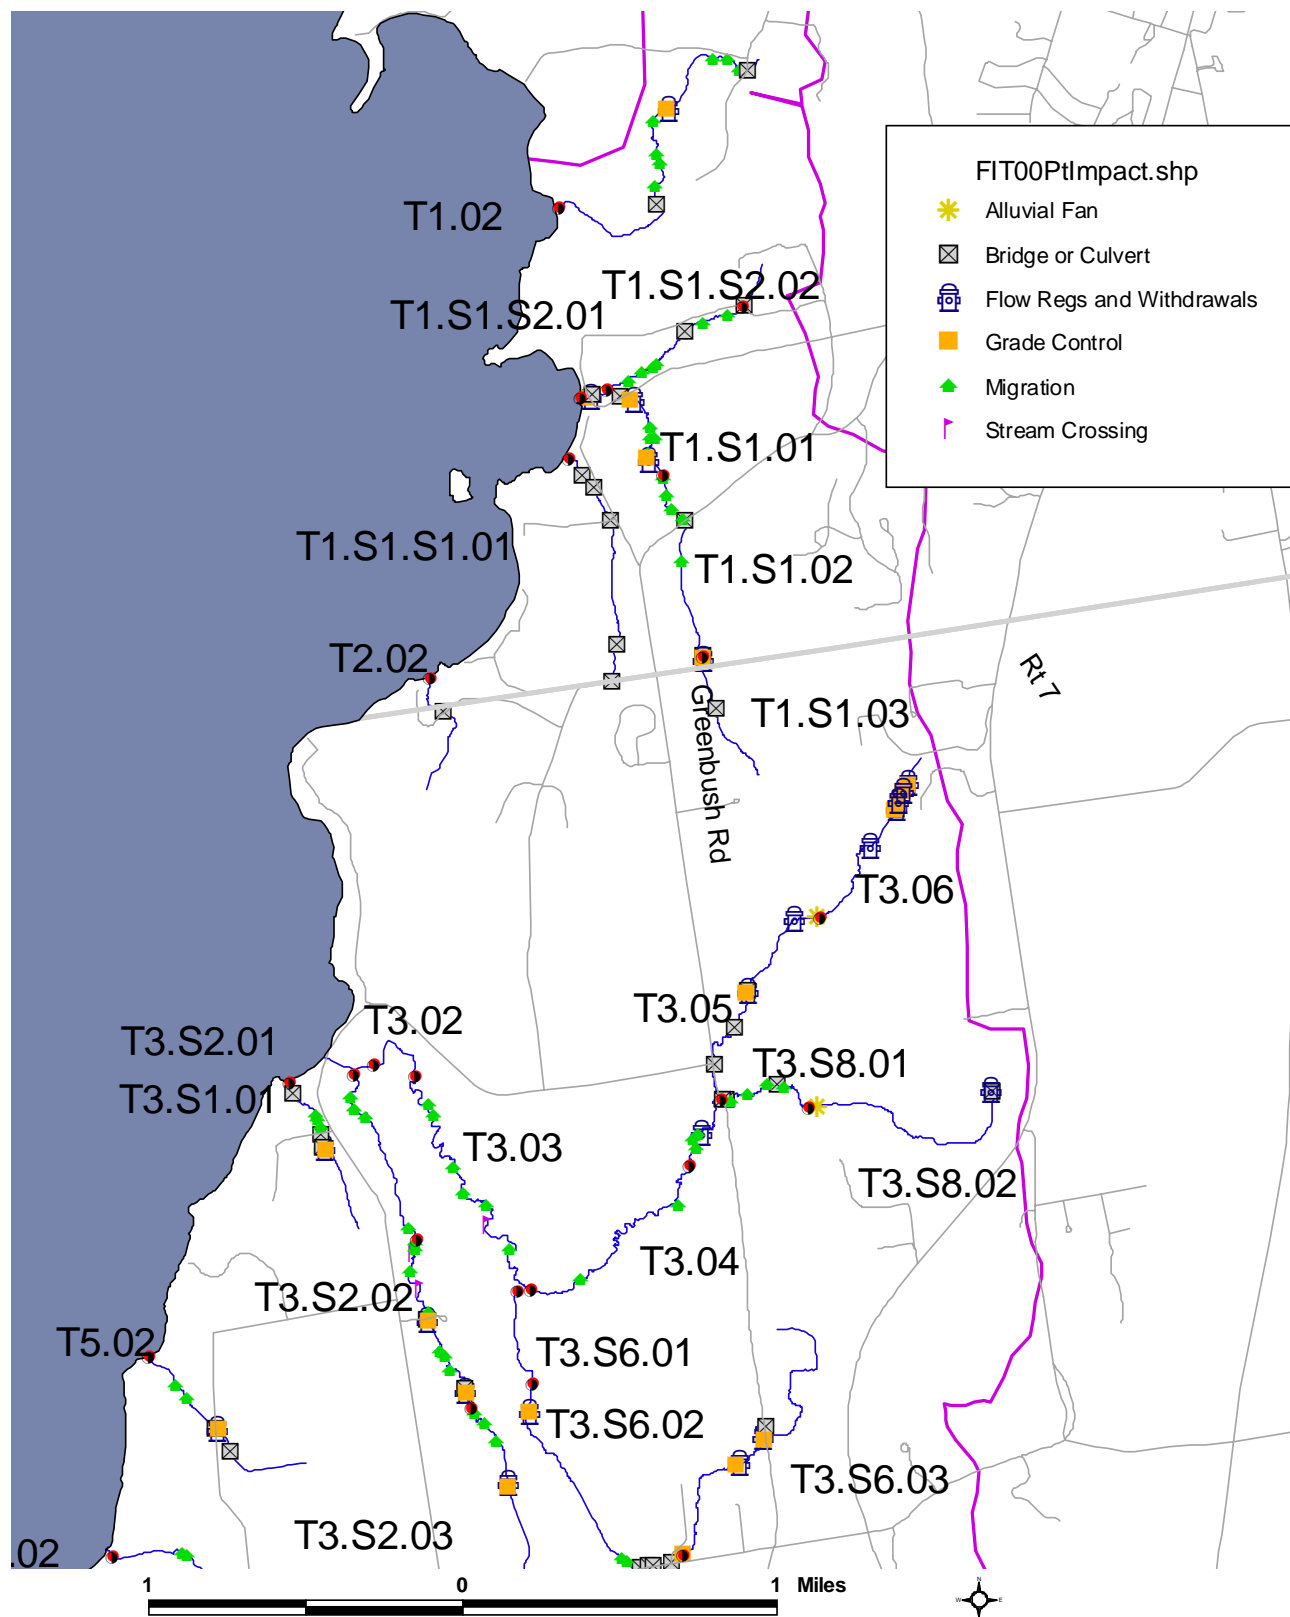 FIT00PtImpact.shp
Alluvial Fan
Bridge or Culvert
Flow Regs and Withdrawals
Grade Control
Migration
Stream Crossing
T1.02
T1.S1.S2.02
T1.S1.S2.01
T1.S1.01
T1.S1.S1.01
T1.S1.02
T2.02
Rt 7
T1.S1.03
Greenbush Rd
T3.06
T3.05
T3.02
T3.S2.01
T3.S8.01
T3.S1.01
T3.03
T3.S8.02
T3.04
T3.S2.02
T5.02
T3.S6.01
T3.S6.02
T3.S6.03
T3.S2.03
.02
1 0 1 Miles
N
W E
S